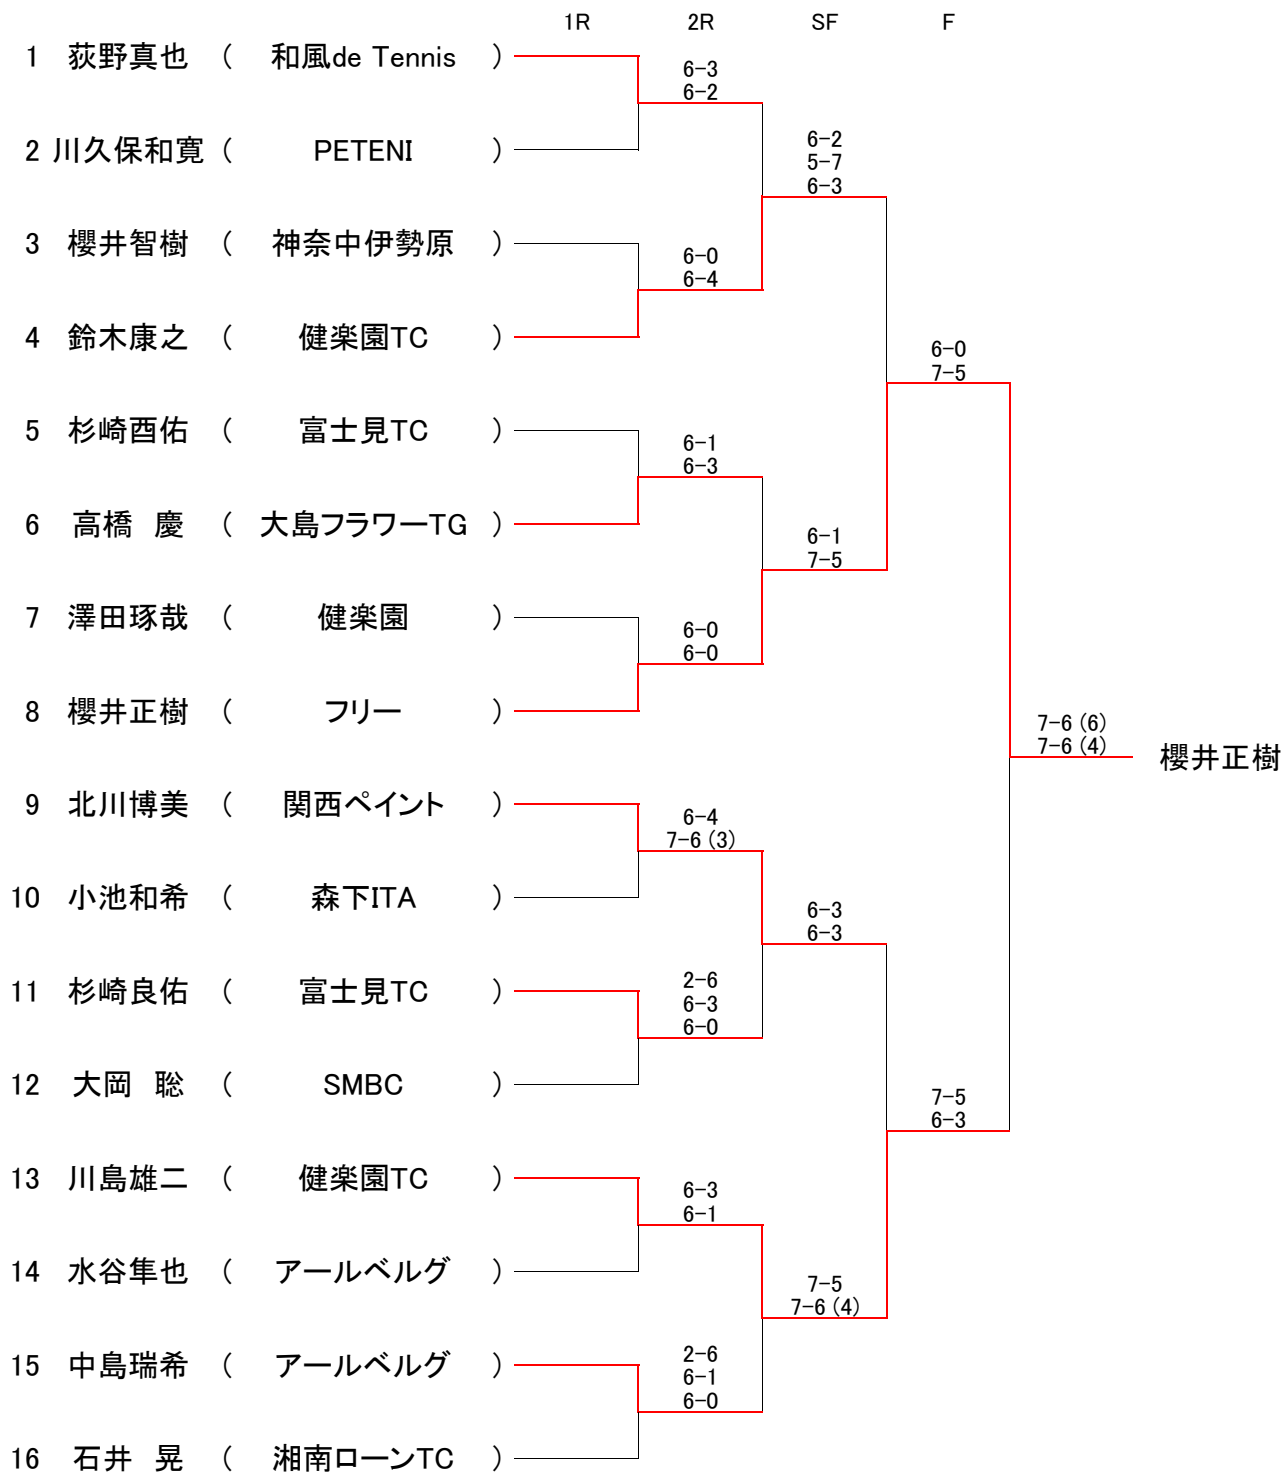 1R 2R SF F
1 荻野真也 ( 和風de Tennis )
6-3
6-2
2 川久保和寛 ( PETENI )
6-2
5-7
6-3
3 櫻井智樹 ( 神奈中伊勢原 )
6-0
6-4
4 鈴木康之 ( 健楽園TC )
6-0
7-5
5 杉崎酉佑 ( 富士見TC )
6-1
6-3
6 高橋 慶 ( 大島フラワーTG )
6-1
7-5
7 澤田琢哉 ( 健楽園 )
6-0
6-0
8 櫻井正樹 ( フリー )
7-6 (6)
7-6 (4)
櫻井正樹
9 北川博美 ( 関西ペイント )
6-4
7-6 (3)
10 小池和希 ( 森下ITA )
6-3
6-3
11 杉崎良佑 ( 富士見TC )
2-6
6-3
6-0
12 大岡 聡 ( SMBC )
7-5
6-3
13 川島雄二 ( 健楽園TC )
6-3
6-1
14 水谷隼也 ( アールベルグ )
7-5
7-6 (4)
15 中島瑞希 ( アールベルグ )
2-6
6-1
6-0
16 石井 晃 ( 湘南ローンTC )